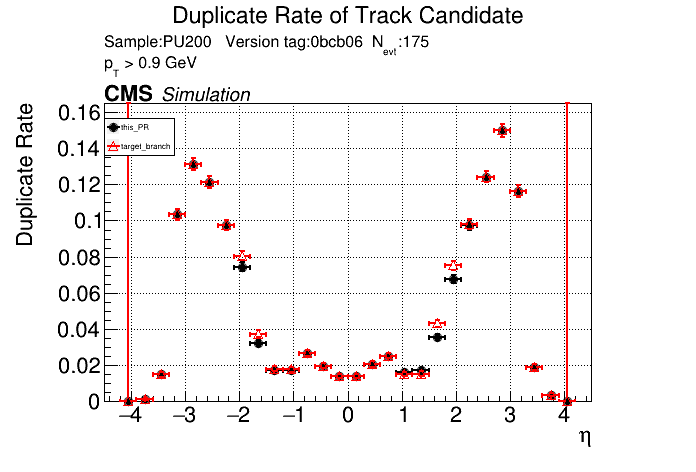 Duplicate Rate of Track Candidate
Sample:PU200 Version tag:0bcb06 N_evt:175
p_T > 0.9 GeV
CMS Simulation
Duplicate Rate
0.16
0.14
0.12
0.1
0.08
0.06
0.04
0.02
0
this_PR
target_branch
−4 −3 −2 −1 0 1 2 3 4
η